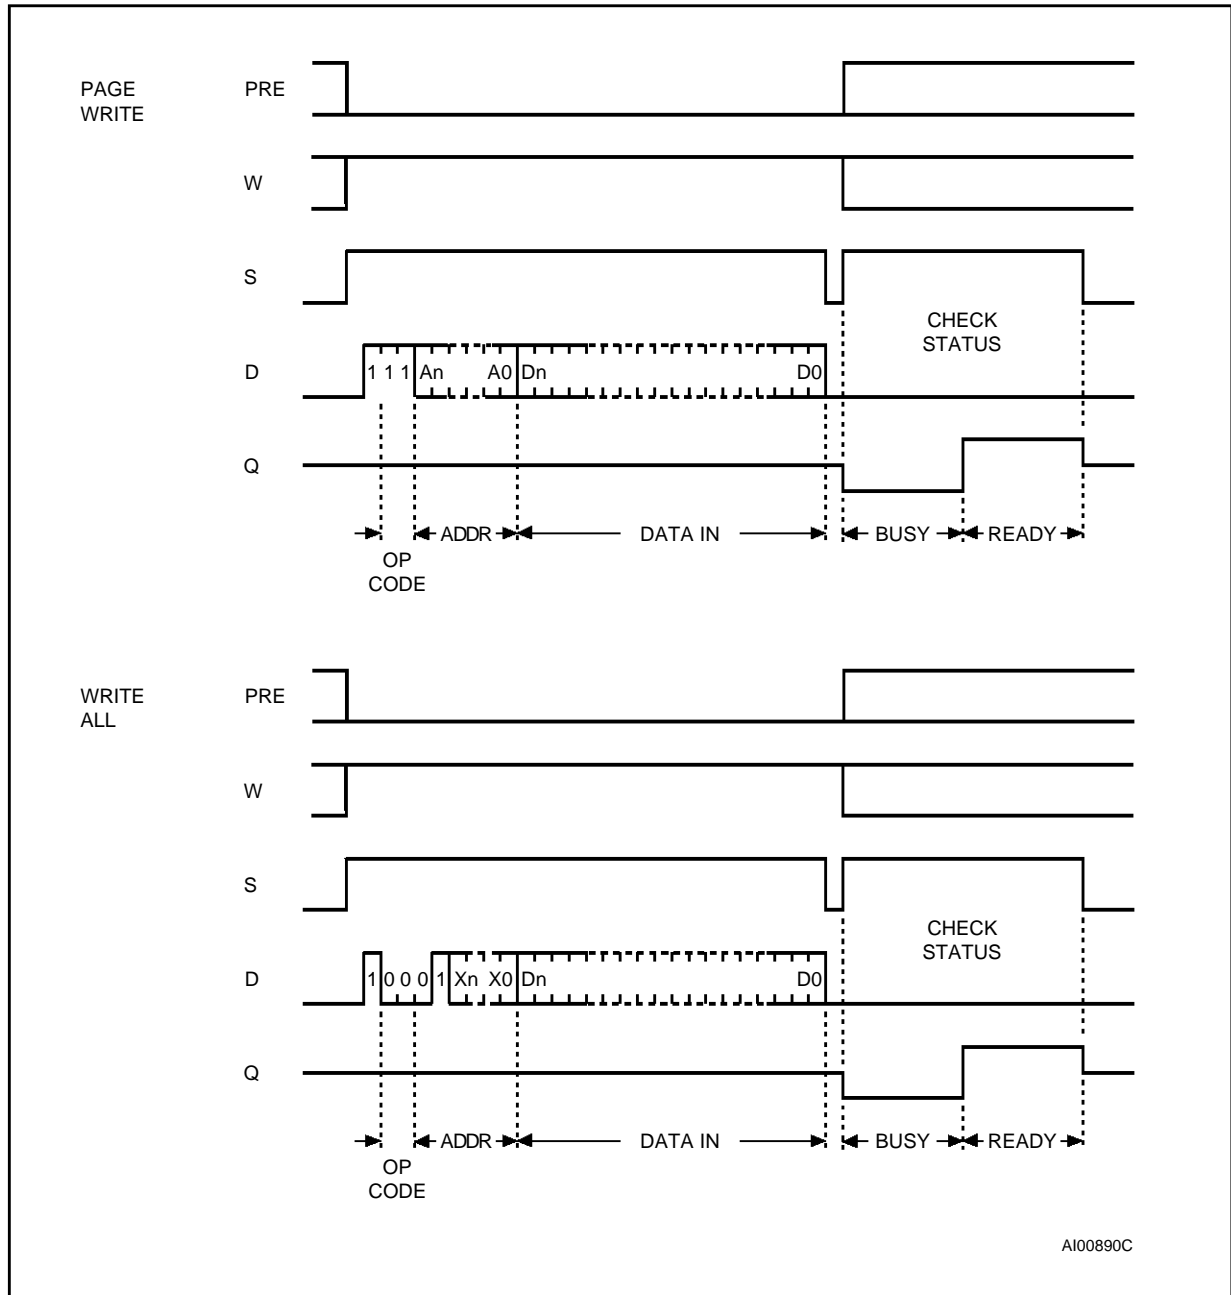 PAGE
WRITE
PRE
W
S
CHECK
STATUS
D
1 1 1 An A0 Dn D0
Q
ADDR DATA IN BUSY READY
OP
CODE
WRITE
ALL
PRE
W
S
CHECK
STATUS
D
1 0 0 0 1 Xn X0 Dn D0
Q
ADDR DATA IN BUSY READY
OP
CODE
AI00890C